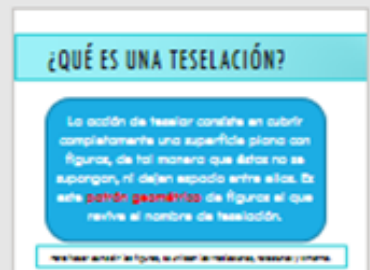 ¿QUÉ ES UNA TESELACIÓN?
La acción de teselar consiste en cubrir
completamente una superficie plana con
figuras, de tal manera que éstas no se
supongan, ni dejen espacio entre ellas. Es
este patrón geométrico de figuras el que
revive el nombre de teselación.